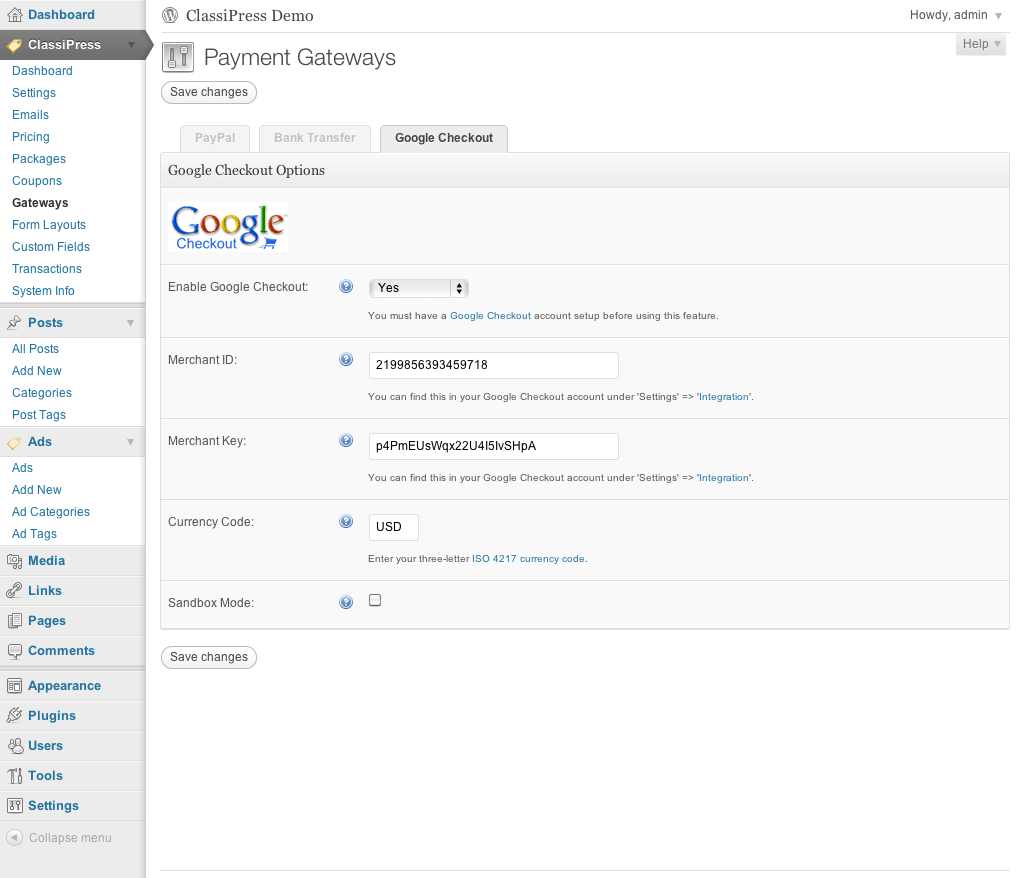 Dashboard
ClassiPress
Dashboard
Settings
Emails
Pricing
Packages
Coupons
Gateways
Form Layouts
Custom Fields
Transactions
System Info
Posts
All Posts
Add New
Categories
Post Tags
Ads
Ads
Add New
Ad Categories
Ad Tags
Media
Links
Pages
Comments
Appearance
Plugins
Users
Tools
Settings
Collapse menu
ClassiPress Demo
Howdy, admin
Help
Payment Gateways
Save changes
PayPal
Bank Transfer
Google Checkout
Google Checkout Options
Google
Checkout
Enable Google Checkout:
Yes
You must have a Google Checkout account setup before using this feature.
Merchant ID:
2199856393459718
You can find this in your Google Checkout account under 'Settings' => 'Integration'.
Merchant Key:
p4PmEUsWqx22U4I5IvSHpA
You can find this in your Google Checkout account under 'Settings' => 'Integration'.
Currency Code:
USD
Enter your three-letter ISO 4217 currency code.
Sandbox Mode:
Save changes